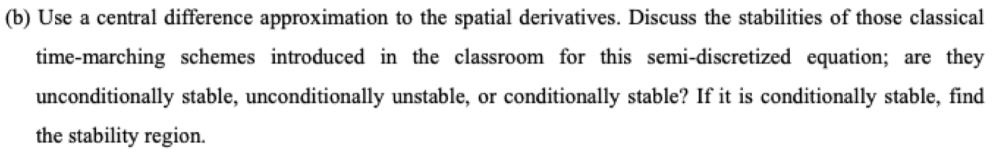 (b) Use a central difference approximation to the spatial derivatives. Discuss the stabilities of those classical
time-marching schemes introduced in the classroom for this semi-discretized equation; are they
unconditionally stable, unconditionally unstable, or conditionally stable? If it is conditionally stable, find
the stability region.